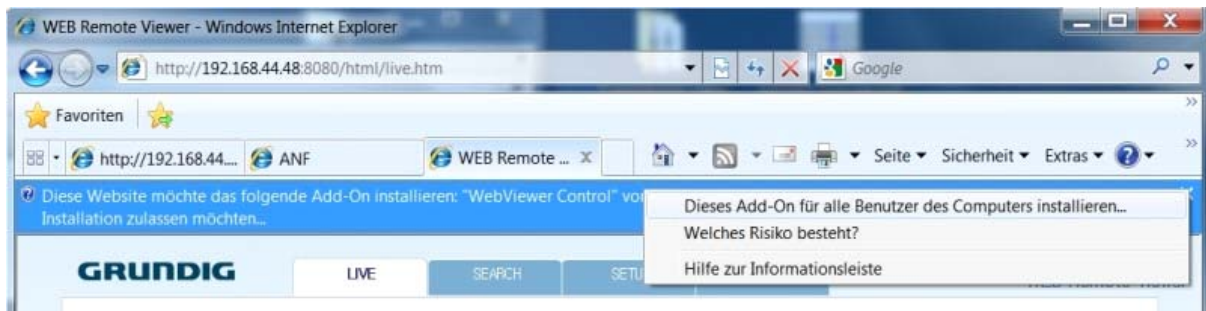 WEB Remote Viewer - Windows Internet Explorer
http://192.168.44.48:8080/html/live.htm
Google
Favoriten
http://192.168.44.... ANF WEB Remote ... X Seite Sicherheit Extras
Diese Website möchte das folgende Add-On installieren: "WebViewer Control"
Installation zulassen möchten...
Dieses Add-On für alle Benutzer des Computers installieren...
Welches Risiko besteht?
Hilfe zur Informationsleiste
GRUNDIG LIVE SEARCH